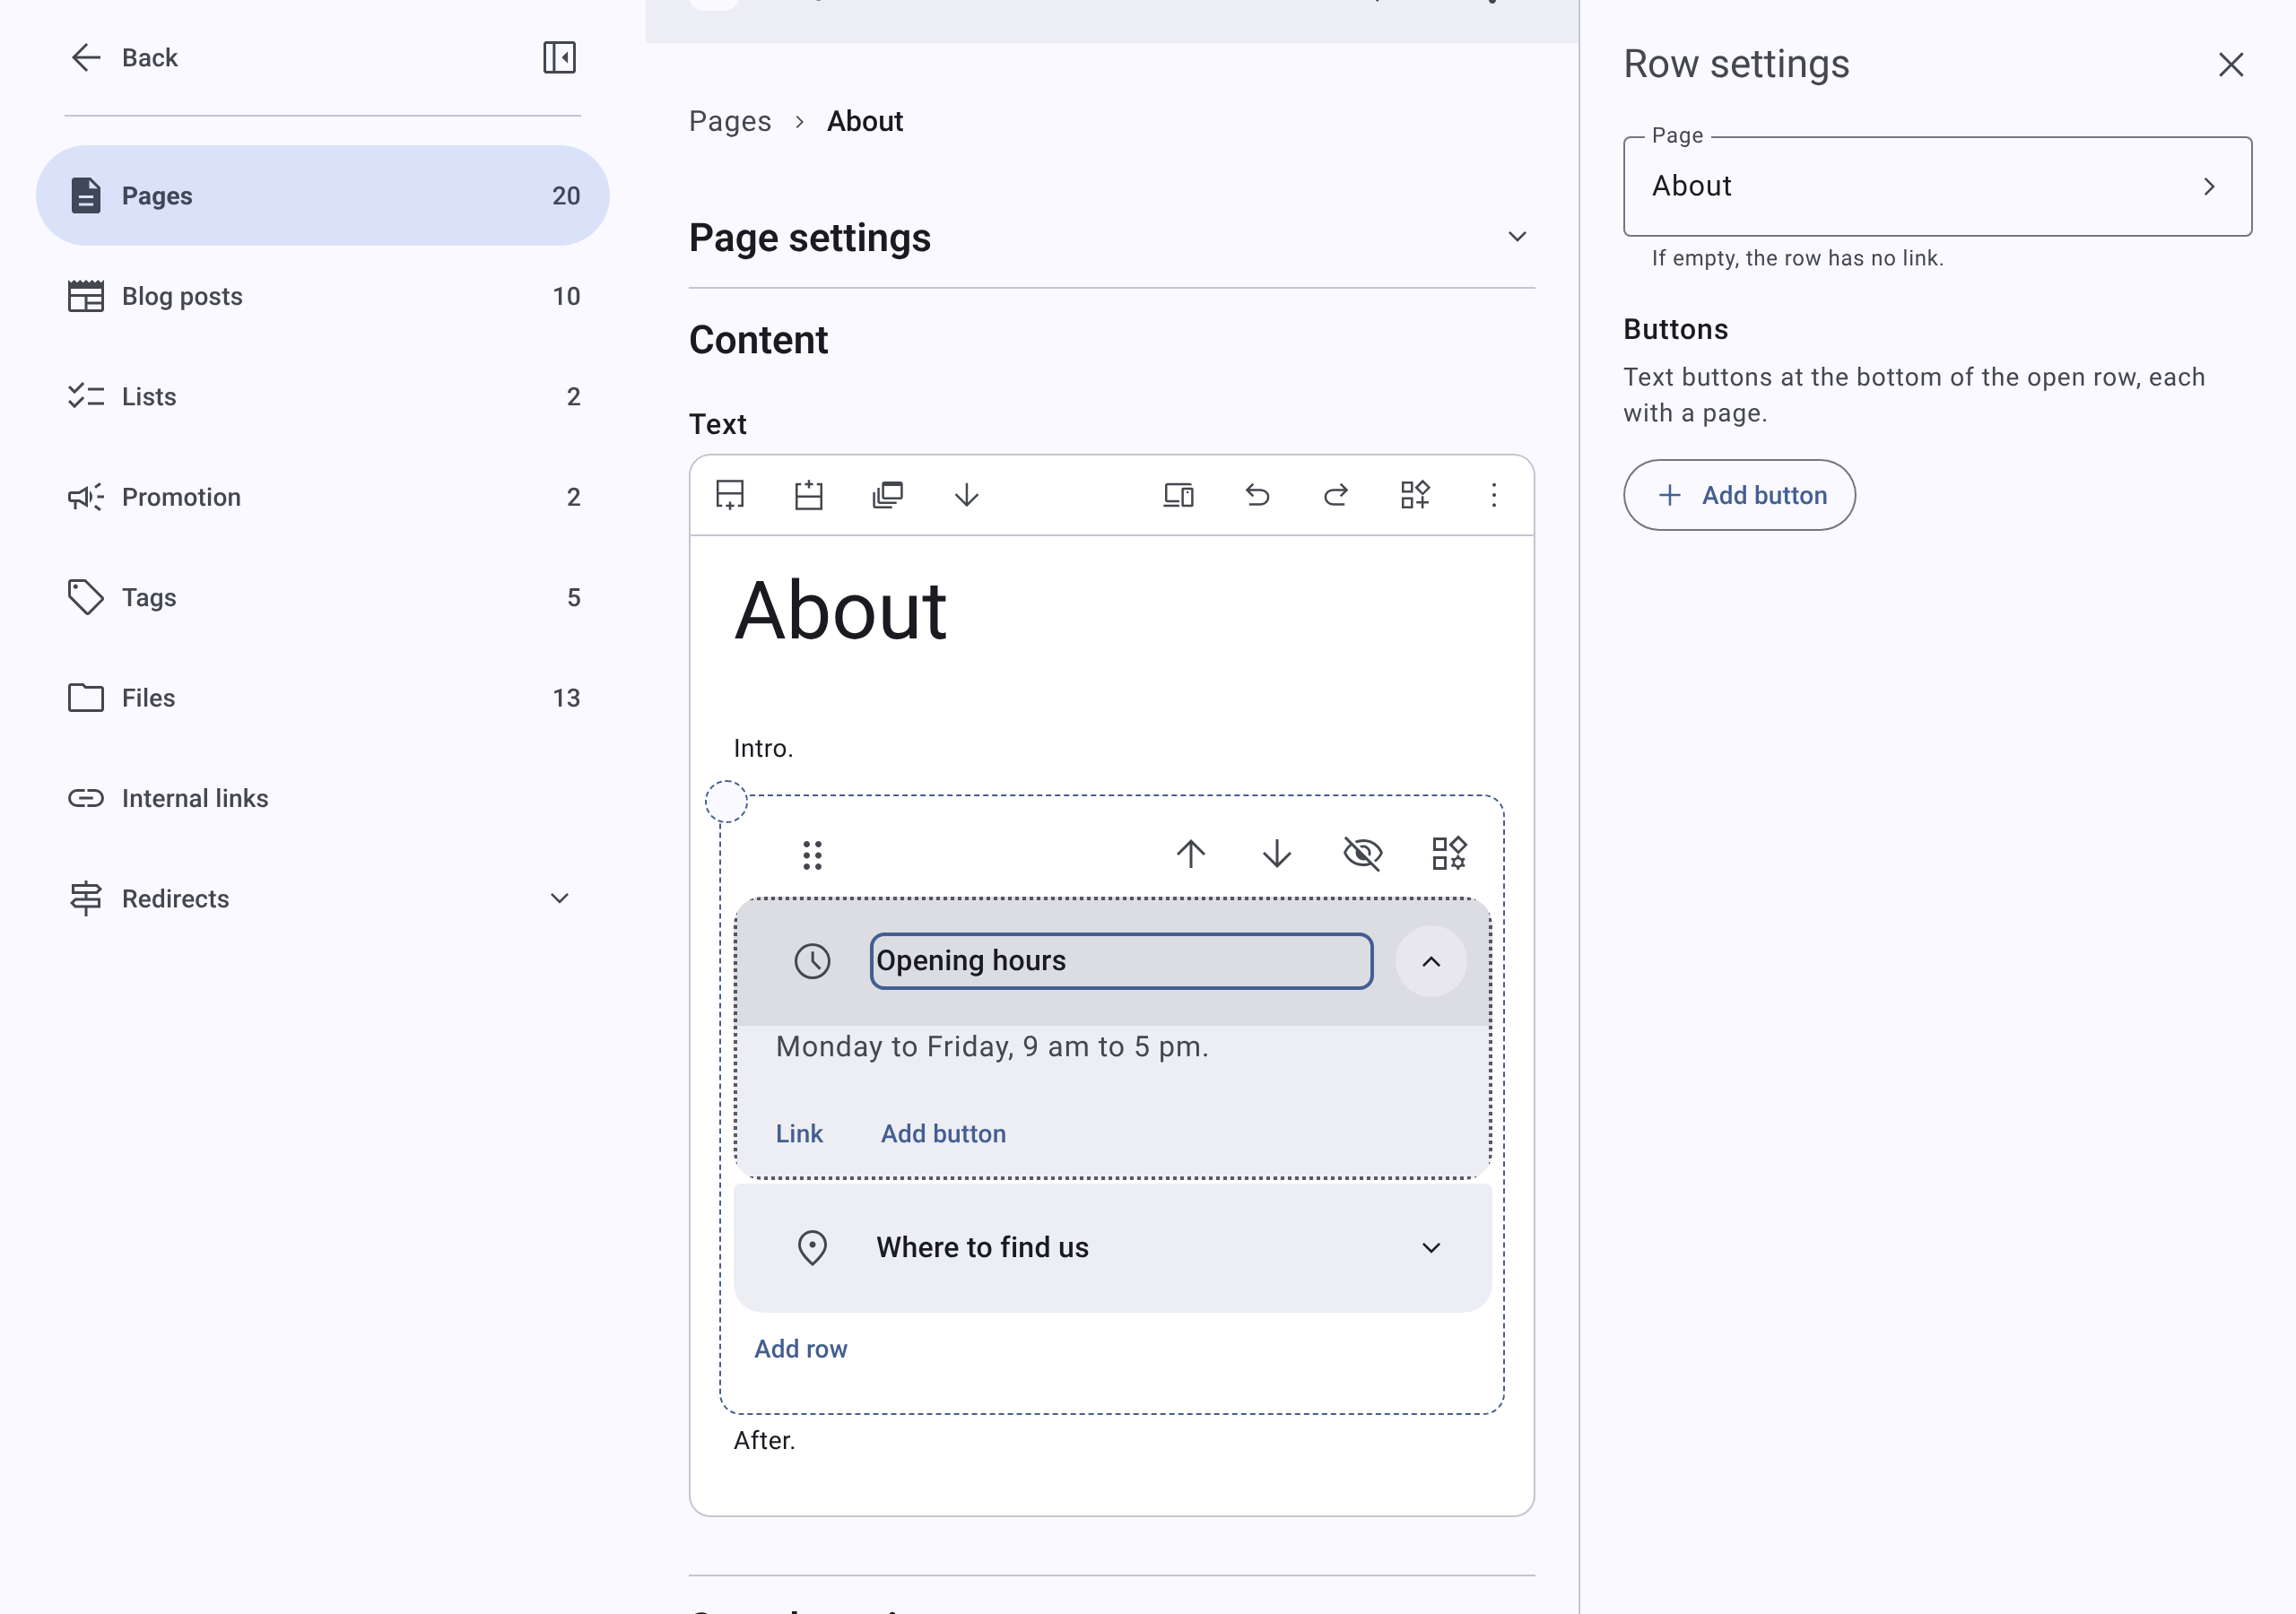 Back
Pages 20
Blog posts 10
Lists 2
Promotion 2
Tags 5
Files 13
Internal links
Redirects
Pages > About
Page settings
Content
Text
About
Intro.
Opening hours
Monday to Friday, 9 am to 5 pm.
Link Add button
Where to find us
Add row
After.
Row settings
Page
About
If empty, the row has no link.
Buttons
Text buttons at the bottom of the open row, each
with a page.
+ Add button